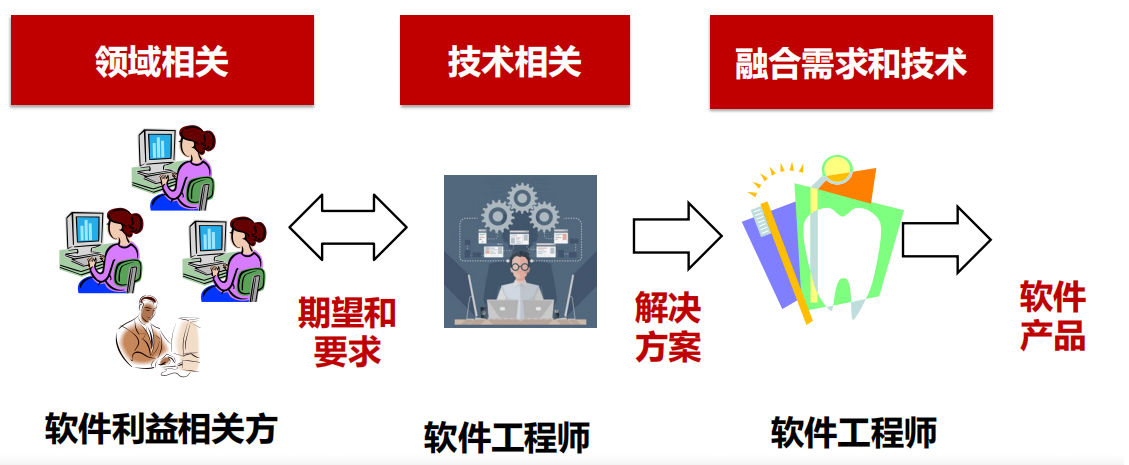 领域相关
技术相关
融合需求和技术
期望和
要求
解决
方案
软件
产品
软件利益相关方
软件工程师
软件工程师